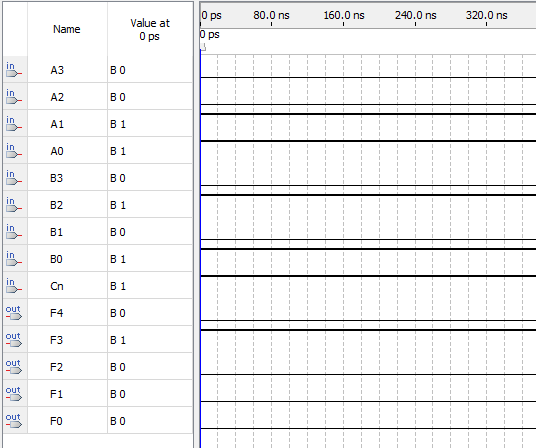 Name Value at 0 ps 0 ps 80.0 ns 160.0 ns 240.0 ns 320.0 ns
0 ps
in A3 B 0
in A2 B 0
in A1 B 1
in A0 B 1
in B3 B 0
in B2 B 1
in B1 B 0
in B0 B 1
in Cn B 1
out F4 B 0
out F3 B 1
out F2 B 0
out F1 B 0
out F0 B 0